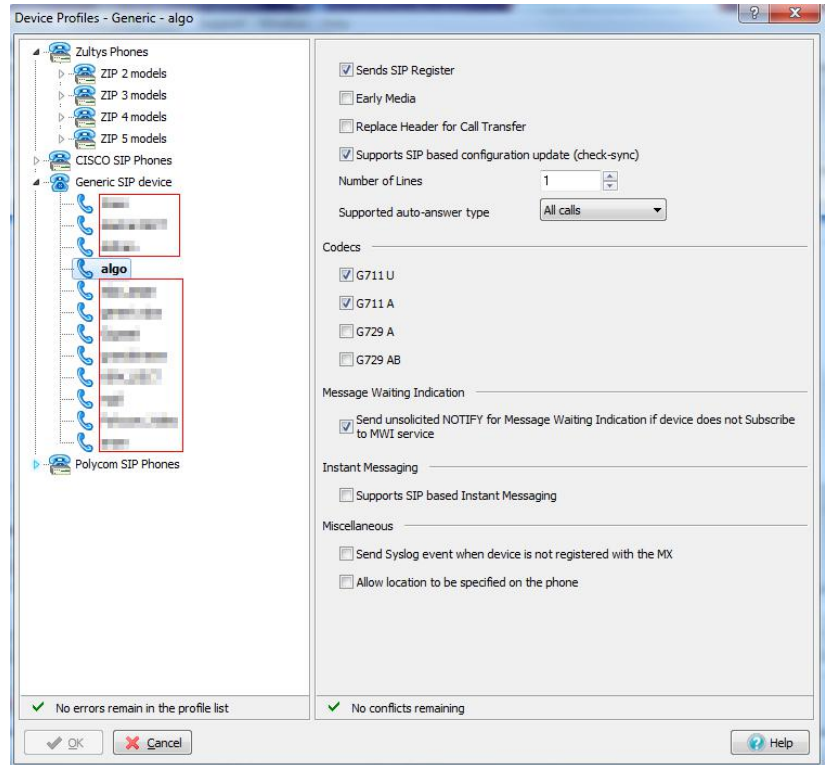 Device Profiles - Generic - algo
Zultys Phones
ZIP 2 models
ZIP 3 models
ZIP 4 models
ZIP 5 models
CISCO SIP Phones
Generic SIP device
algo
Polycom SIP Phones
No errors remain in the profile list
Sends SIP Register
Early Media
Replace Header for Call Transfer
Supports SIP based configuration update (check-sync)
Number of Lines 1
Supported auto-answer type All calls
Codecs
G711 U
G711 A
G729 A
G729 AB
Message Waiting Indication
Send unsolicited NOTIFY for Message Waiting Indication if device does not Subscribe
to MWI service
Instant Messaging
Supports SIP based Instant Messaging
Miscellaneous
Send Syslog event when device is not registered with the MX
Allow location to be specified on the phone
No conflicts remaining
OK Cancel Help